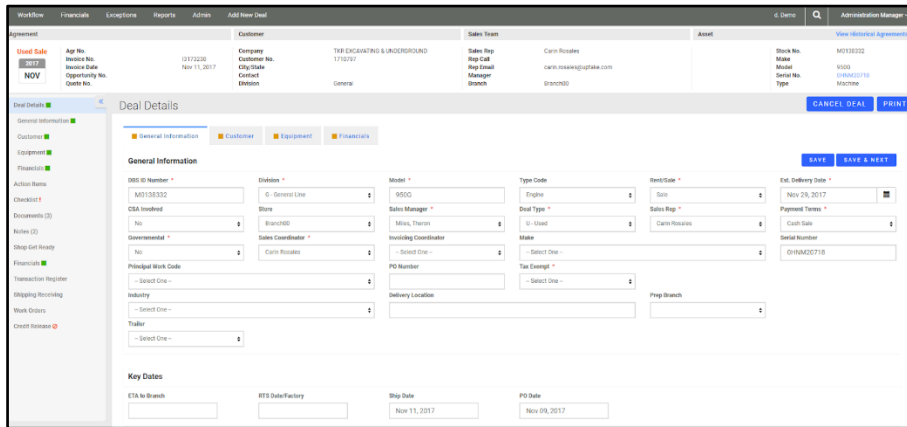 Workflow Financials Exceptions Reports Admin Add New Deal Demo Administration Manager
Agreement Customer Sales Team Asset View Historical Agreements
Used Sale
2017
NOV
Agr No.
Invoice No. I2173230
Invoice Date Nov 11, 2017
Opportunity No.
Quote No.
Company TKR EXCAVATING & UNDERGROUND
Customer No. 1710797
City/State
Contact
Division General
Sales Rep Carin Rosales
Rep Call
Rep Email carin.rosales@uptake.com
Manager
Branch Branch00
Stock No. M0138332
Make
Model 950G
Serial No. 0HNM20718
Type Machine
Deal Details
General Information
Customer
Equipment
Financials
Action Items
Checklist!
Documents (3)
Notes (2)
Shop Get Ready
Financials
Transaction Register
Shipping Receiving
Work Orders
Credit Release
Deal Details CANCEL DEAL PRINT
General Information Customer Equipment Financials
General Information SAVE SAVE & NEXT
DBS ID Number * Division * Model * Type Code Rent/Sale * Est. Delivery Date *
M0138332 G - General Line 950G Engine Sale Nov 29, 2017
CSA Involved Store Sales Manager * Deal Type * Sales Rep * Payment Terms *
No Branch00 Miles, Theron U - Used Carin Rosales Cash Sale
Governmental * Sales Coordinator * Invoicing Coordinator Make Serial Number
No Carin Rosales -- Select One -- -- Select One -- 0HNM20718
Principal Work Code PO Number Tax Exempt *
-- Select One -- -- Select One --
Industry Delivery Location Prep Branch
-- Select One --
Trailer
-- Select One --
Key Dates
ETA to Branch RTS Date/Factory Ship Date PO Date
Nov 11, 2017 Nov 09, 2017